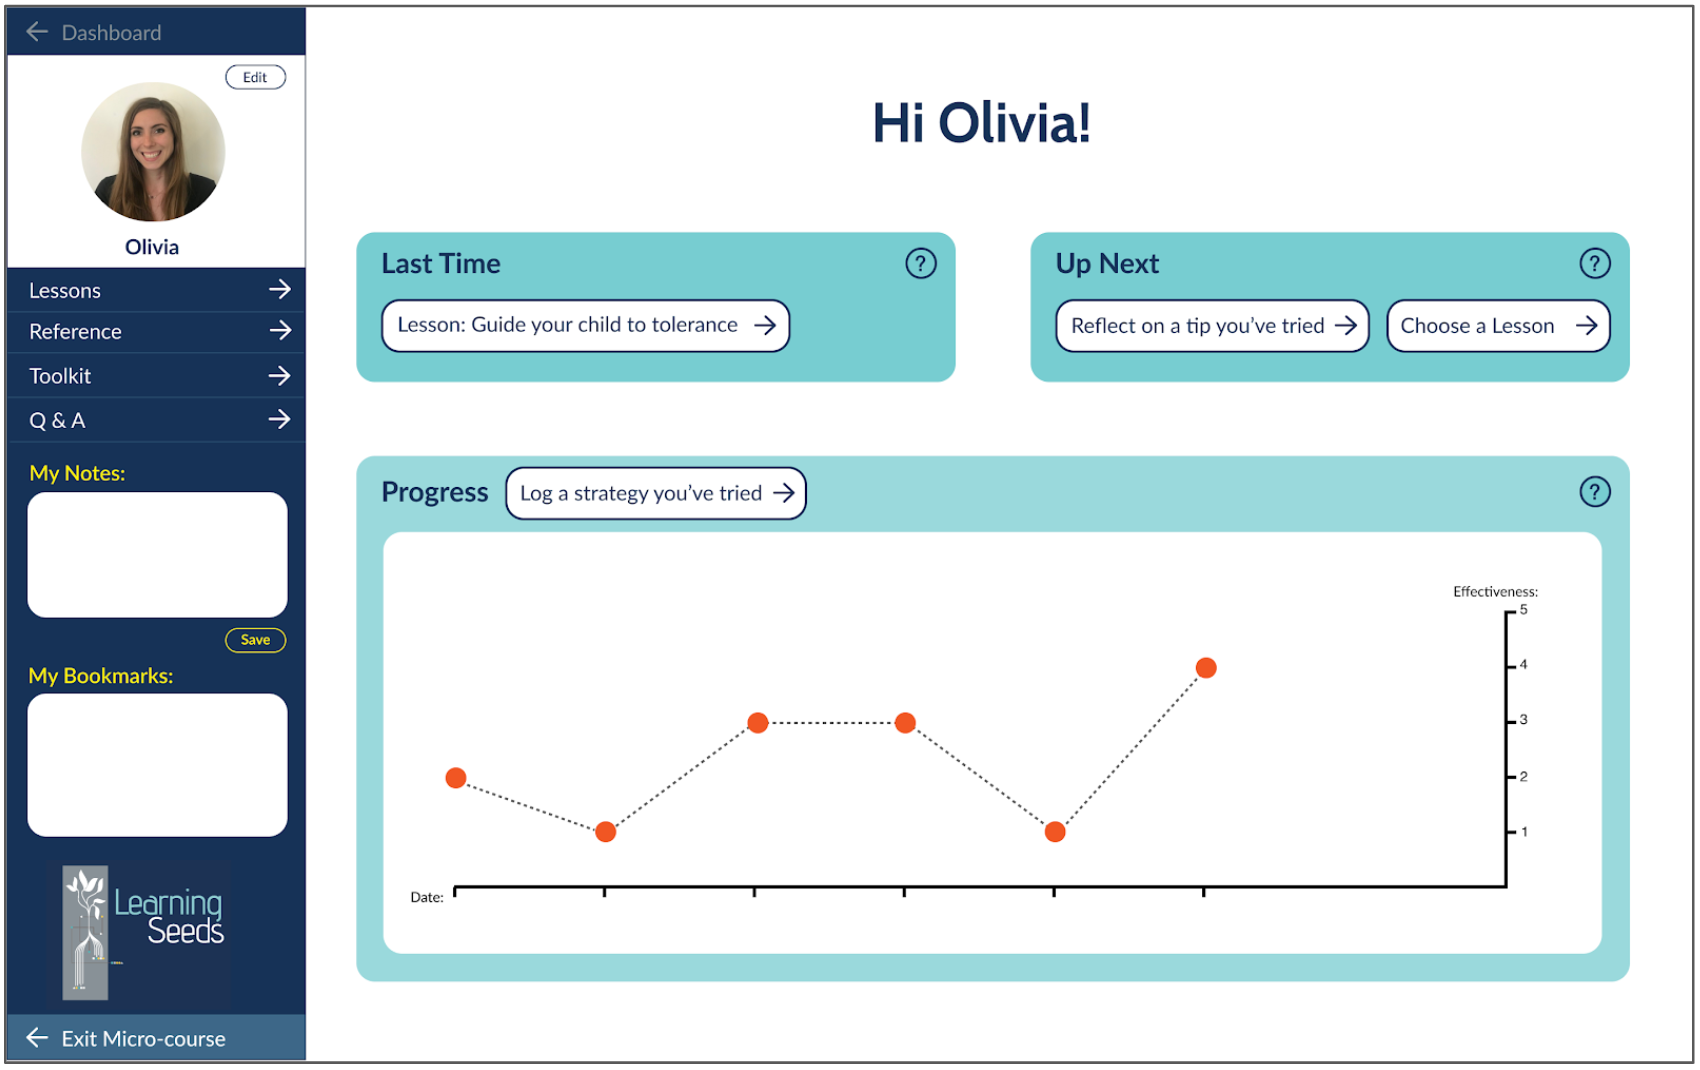 Dashboard
Edit
Olivia
Lessons
Reference
Toolkit
Q & A
My Notes:
Save
My Bookmarks:
Learning
Seeds
Exit Micro-course
Hi Olivia!
Last Time
?
Lesson: Guide your child to tolerance
Up Next
?
Reflect on a tip you've tried
Choose a Lesson
Progress
Log a strategy you've tried
?
Effectiveness:
5
4
3
2
1
Date: